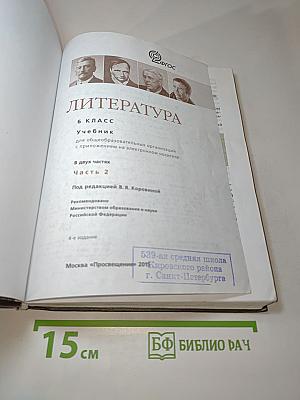 ФГОС
ЛИТЕРАТУРА
6 КЛАСС
Учебник
для общеобразовательных организаций
с приложением на электронном носителе
В двух частях
Часть 2
Под редакцией В. Я. Коровиной
Рекомендовано
Министерством образования и науки
Российской Федерации
4-е издание
Москва «Просвещение»
539-ая средняя школа
Кировского района
г. Санкт-Петербурга
15 см
БФ БИБЛИО